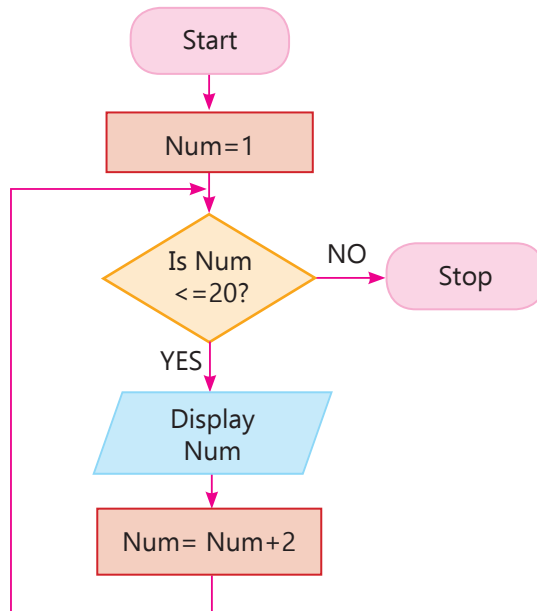 Start
Num=1
Is Num
<=20?
NO
Stop
YES
Display
Num
Num= Num+2